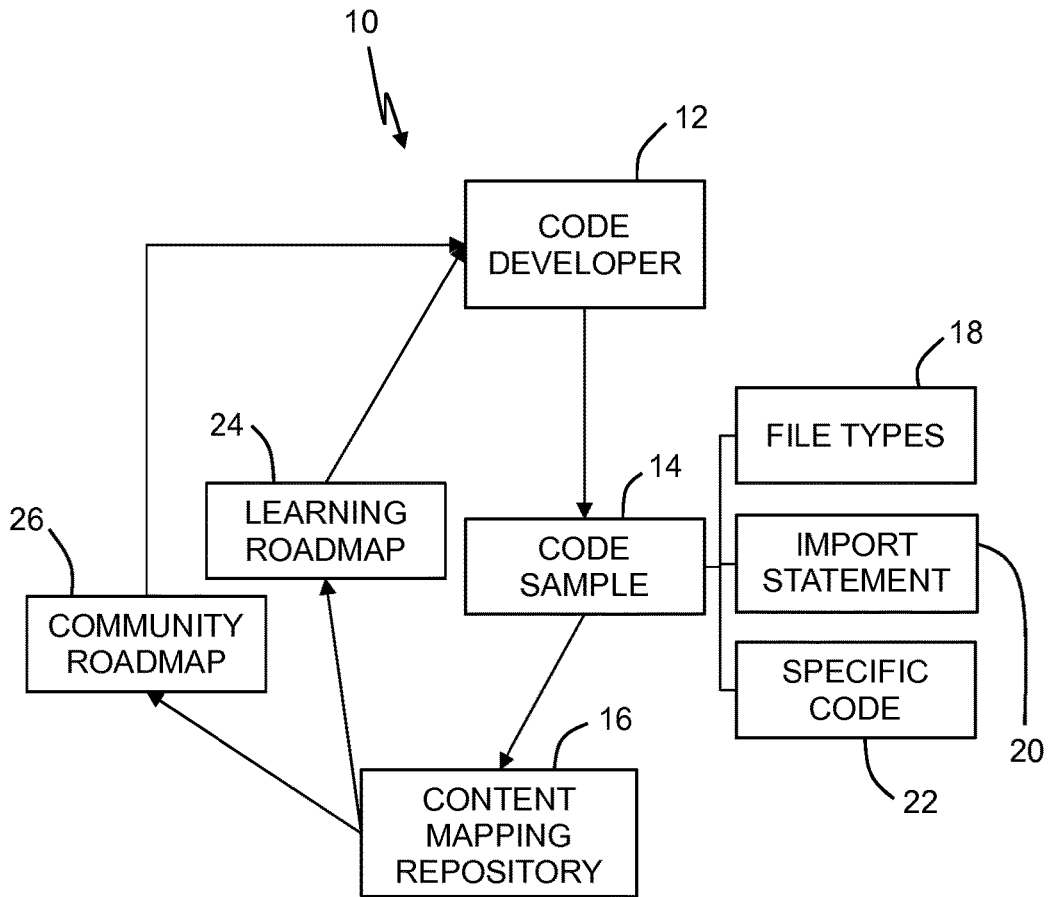 10
12
CODE
DEVELOPER
18
FILE TYPES
24
14
LEARNING
ROADMAP
26
CODE
SAMPLE
IMPORT
STATEMENT
COMMUNITY
ROADMAP
SPECIFIC
CODE
20
16
22
CONTENT
MAPPING
REPOSITORY